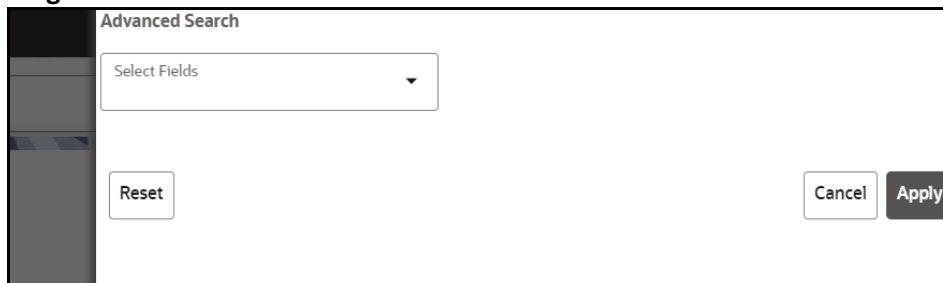 Advanced Search
Select Fields
Reset
Cancel
Apply